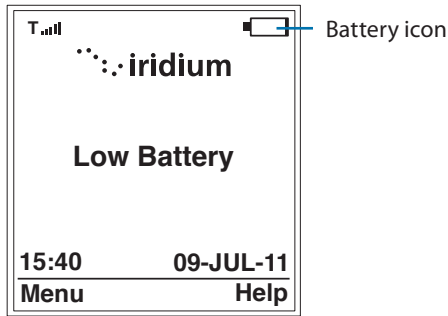 T
Battery icon
iridium
Low Battery
15:40 09-JUL-11
Menu Help